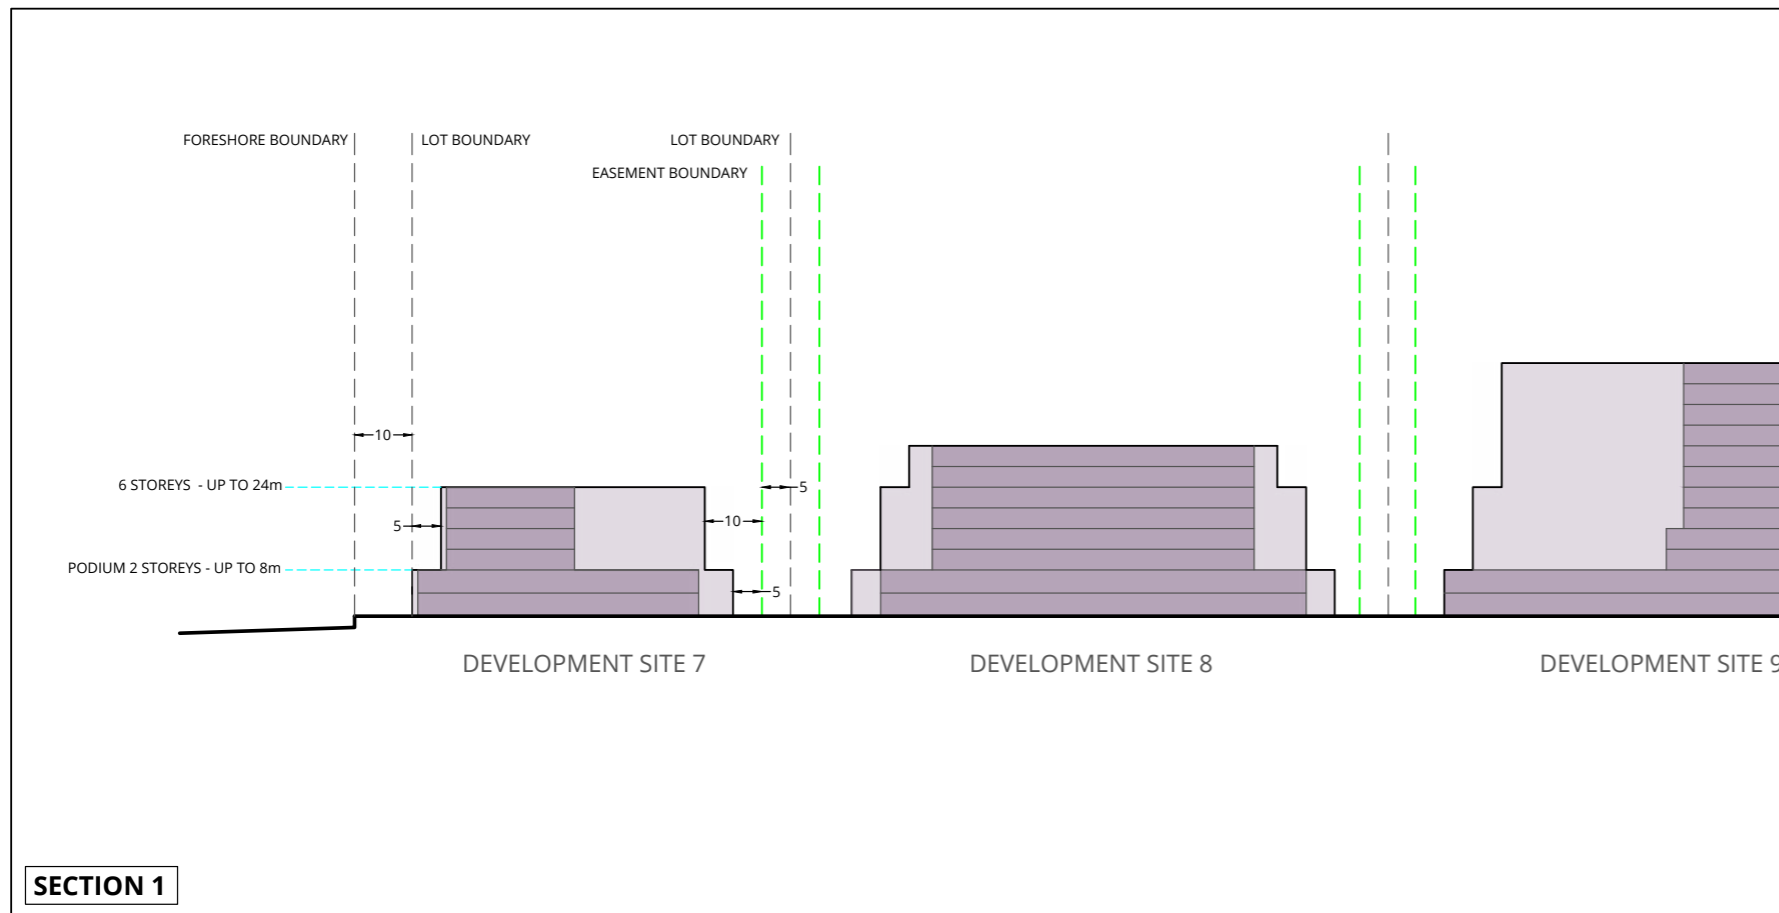 FORESHORE BOUNDARY
LOT BOUNDARY
LOT BOUNDARY
EASEMENT BOUNDARY
10
6 STOREYS - UP TO 24m
5
5
10
PODIUM 2 STOREYS - UP TO 8m
5
DEVELOPMENT SITE 7
DEVELOPMENT SITE 8
DEVELOPMENT SITE 9
SECTION 1